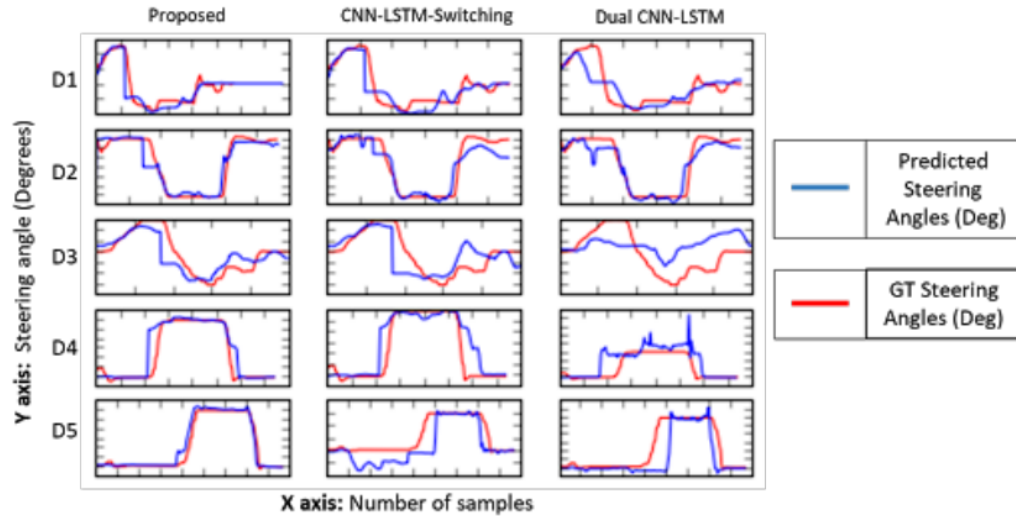 Proposed
CNN-LSTM-Switching
Dual CNN-LSTM
D1
D2
D3
D4
D5
Y axis: Steering angle (Degrees)
X axis: Number of samples
Predicted
Steering
Angles (Deg)
GT Steering
Angles (Deg)